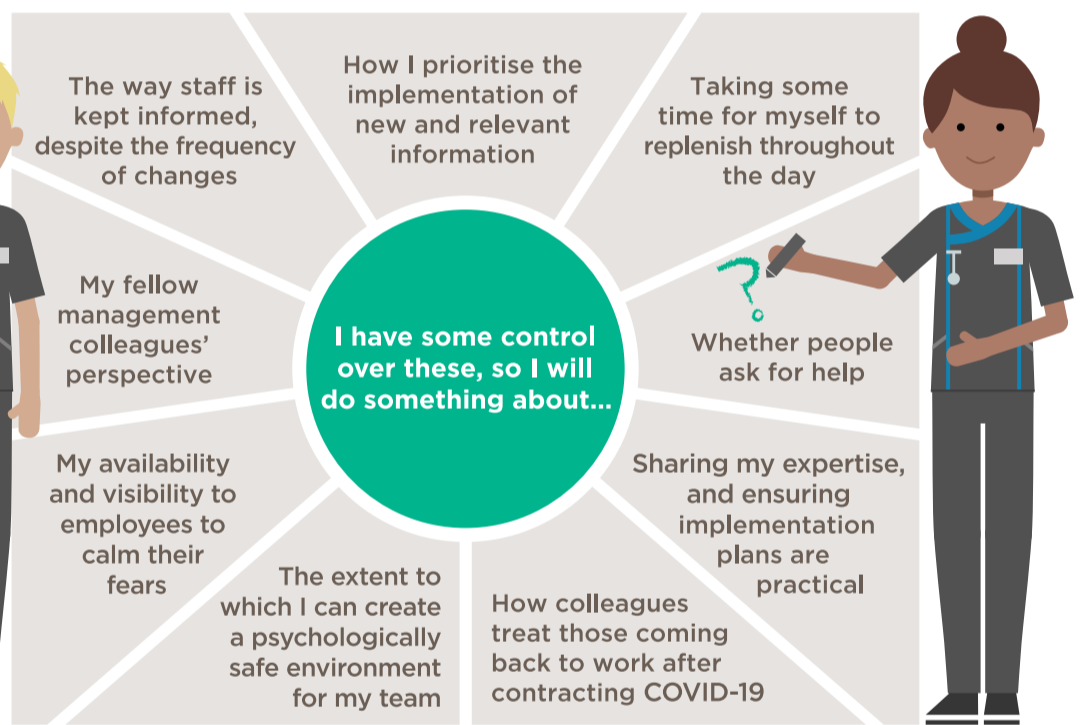 The way staff is
kept informed,
despite the frequency
of changes
How I prioritise the
implementation of
new and relevant
information
Taking some
time for myself to
replenish throughout
the day
My fellow
management
colleagues'
perspective
I have some control
over these, so I will
do something about...
?
Whether people
ask for help
My availability
and visibility to
employees to
calm their
fears
Sharing my expertise,
and ensuring
implementation
plans are
practical
The extent to
which I can create
a psychologically
safe environment
for my team
How colleagues
treat those coming
back to work after
contracting COVID-19